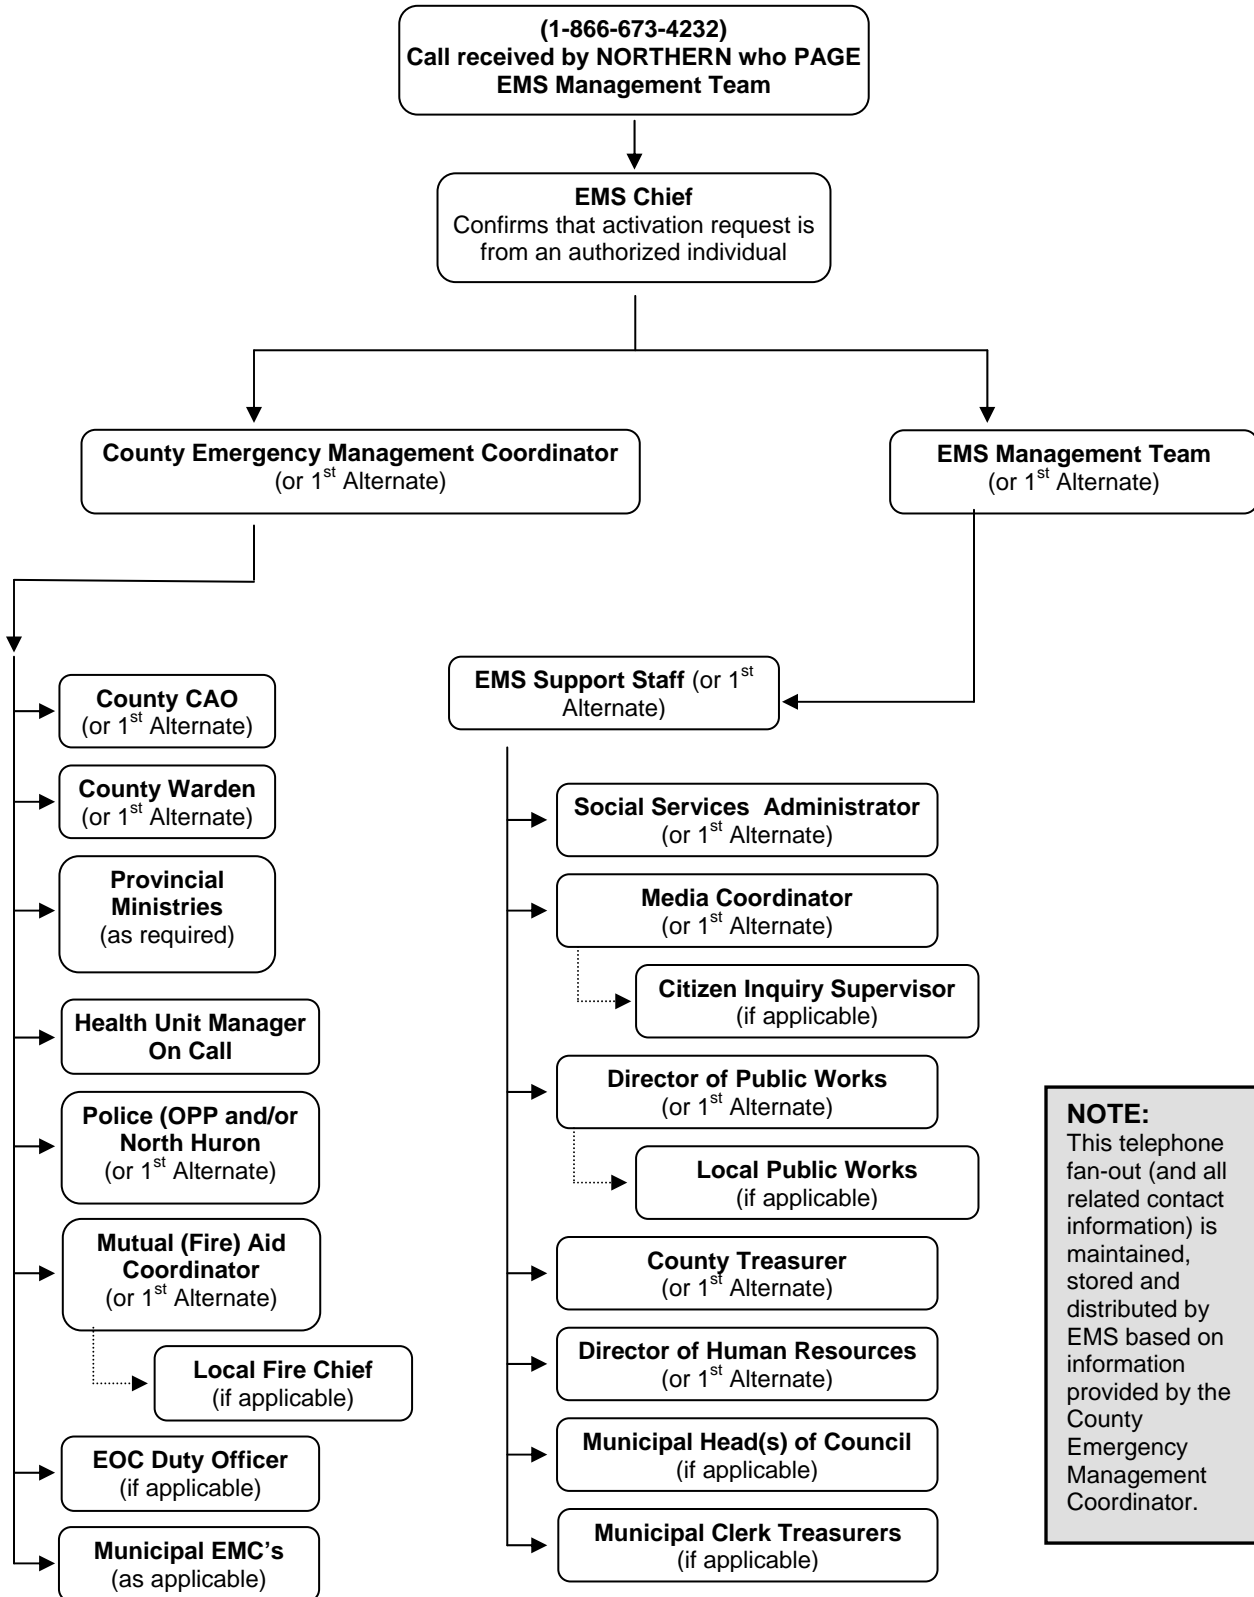 (1-866-673-4232)
Call received by NORTHERN who PAGE
EMS Management Team
EMS Chief
Confirms that activation request is
from an authorized individual
County Emergency Management Coordinator
(or 1st Alternate)
EMS Management Team
(or 1st Alternate)
County CAO
(or 1st Alternate)
County Warden
(or 1st Alternate)
Provincial
Ministries
(as required)
Health Unit Manager
On Call
Police (OPP and/or
North Huron
(or 1st Alternate)
Mutual (Fire) Aid
Coordinator
(or 1st Alternate)
Local Fire Chief
(if applicable)
EOC Duty Officer
(if applicable)
Municipal EMC's
(as applicable)
EMS Support Staff (or 1st
Alternate)
Social Services Administrator
(or 1st Alternate)
Media Coordinator
(or 1st Alternate)
Citizen Inquiry Supervisor
(if applicable)
Director of Public Works
(or 1st Alternate)
Local Public Works
(if applicable)
County Treasurer
(or 1st Alternate)
Director of Human Resources
(or 1st Alternate)
Municipal Head(s) of Council
(if applicable)
Municipal Clerk Treasurers
(if applicable)
NOTE:
This telephone
fan-out (and all
related contact
information) is
maintained,
stored and
distributed by
EMS based on
information
provided by the
County
Emergency
Management
Coordinator.